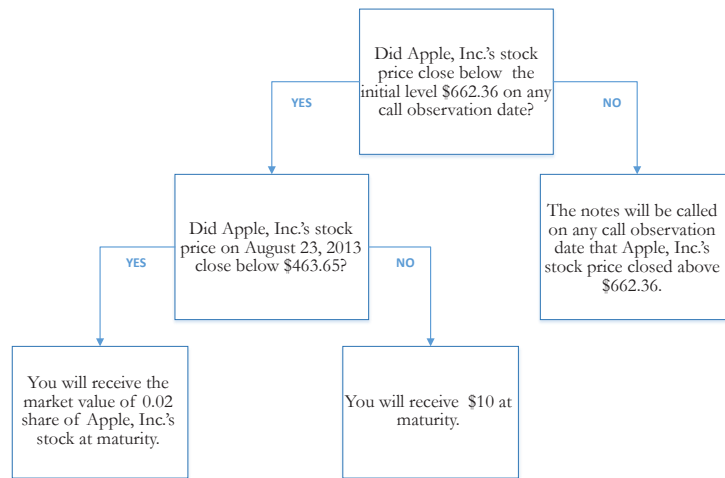 Did Apple, Inc.'s stock
price close below the
initial level $662.36 on any
call observation date?
YES
NO
Did Apple, Inc.'s stock
price on August 23, 2013
close below $463.65?
The notes will be called
on any call observation
date that Apple, Inc.'s
stock price closed above
$662.36.
YES
NO
You will receive the
market value of 0.02
share of Apple, Inc.'s
stock at maturity.
You will receive $10 at
maturity.